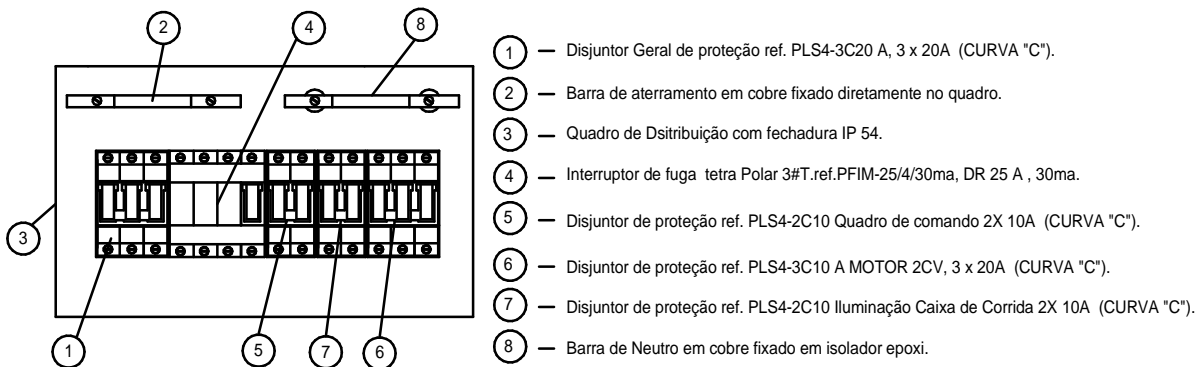 2
4
8
3
1
5
7
6
1 — Disjuntor Geral de proteção ref. PLS4-3C20 A, 3 x 20A (CURVA "C").
2 — Barra de aterramento em cobre fixado diretamente no quadro.
3 — Quadro de Dsitribuição com fechadura IP 54.
4 — Interruptor de fuga tetra Polar 3#T.ref.PFIM-25/4/30ma, DR 25 A , 30ma.
5 — Disjuntor de proteção ref. PLS4-2C10 Quadro de comando 2X 10A (CURVA "C").
6 — Disjuntor de proteção ref. PLS4-3C10 A MOTOR 2CV, 3 x 20A (CURVA "C").
7 — Disjuntor de proteção ref. PLS4-2C10 Iluminação Caixa de Corrida 2X 10A (CURVA "C").
8 — Barra de Neutro em cobre fixado em isolador epoxi.